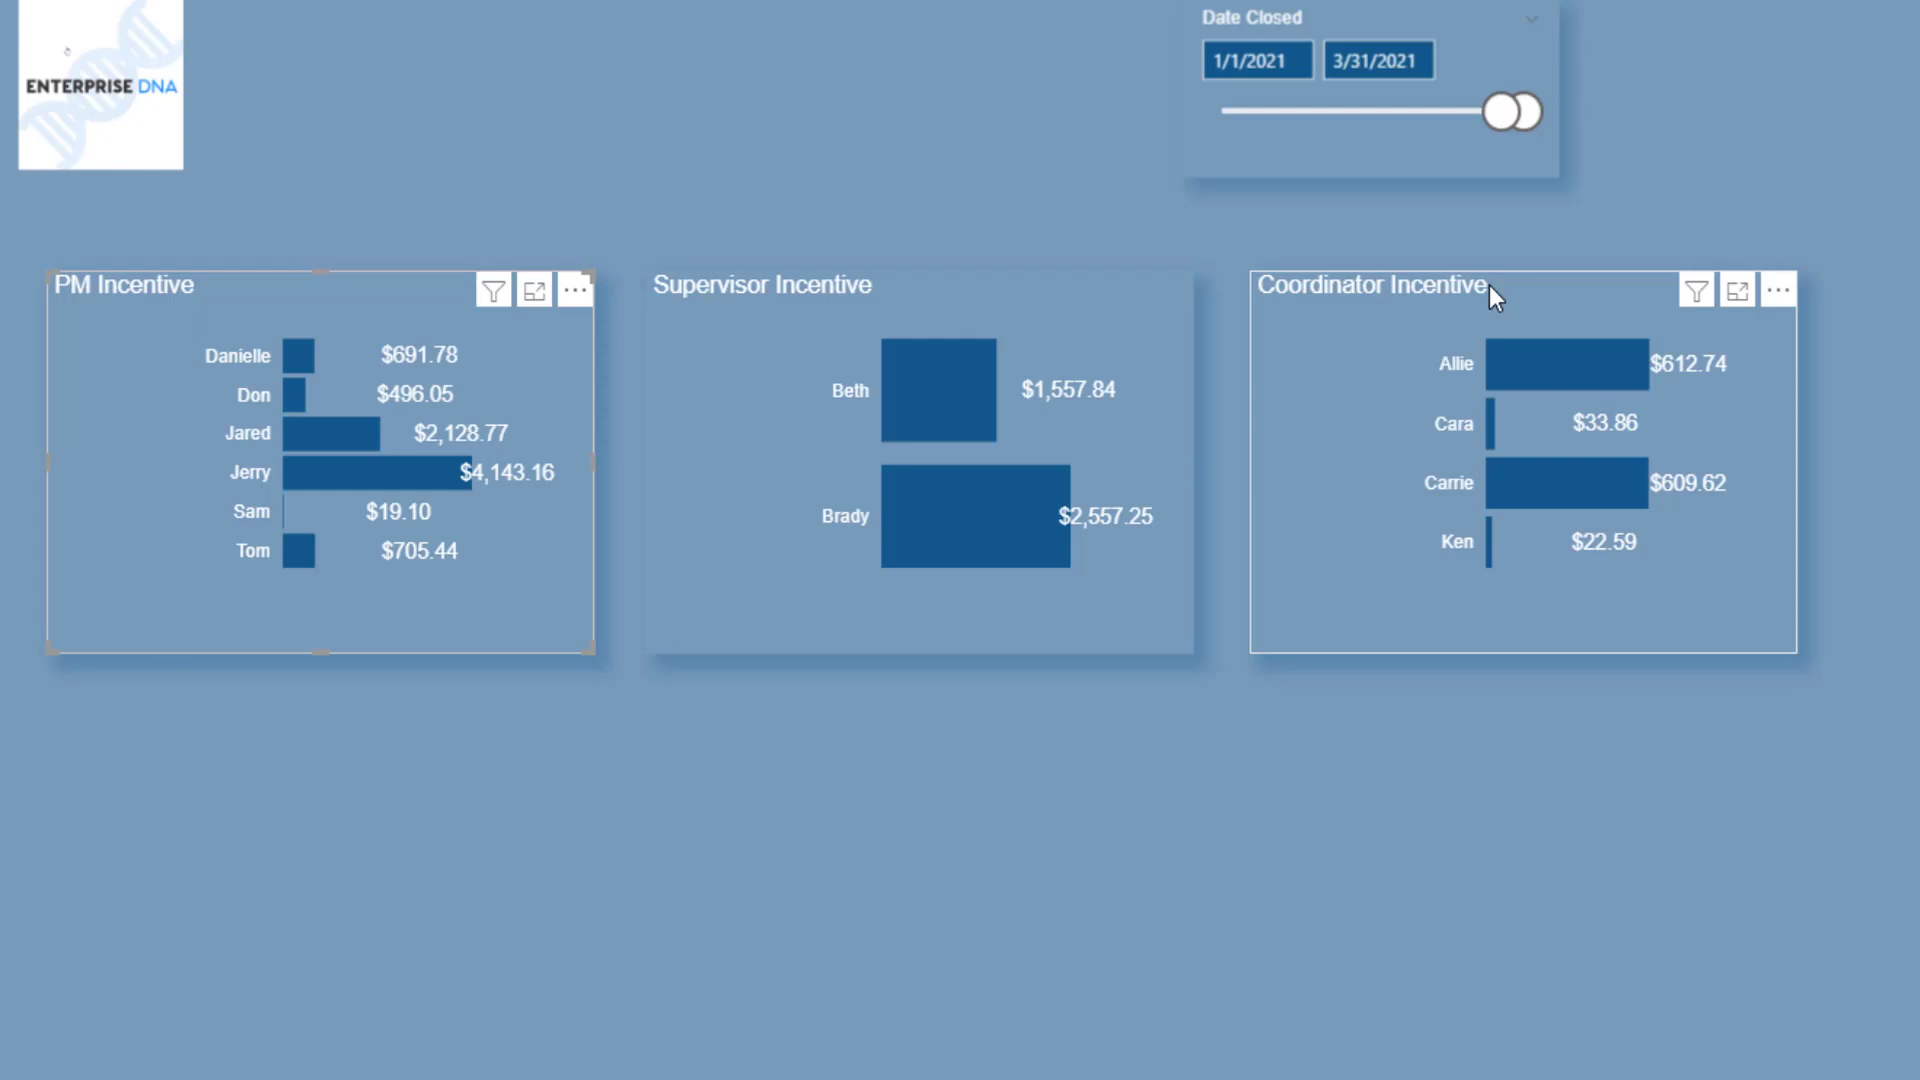 ENTERPRISE DNA
Date Closed
1/1/2021 3/31/2021
PM Incentive
Danielle $691.78
Don $496.05
Jared $2,128.77
Jerry $4,143.16
Sam $19.10
Tom $705.44
Supervisor Incentive
Beth $1,557.84
Brady $2,557.25
Coordinator Incentive
Allie $612.74
Cara $33.86
Carrie $609.62
Ken $22.59